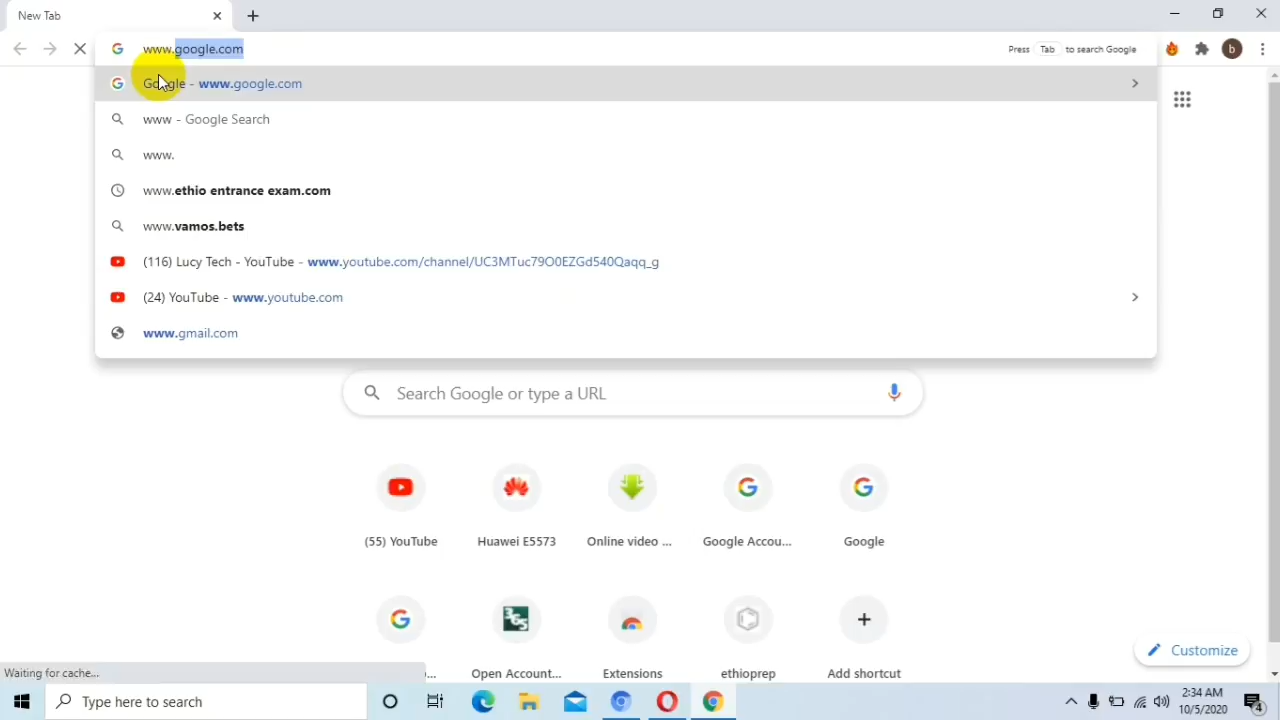 New Tab
www.google.com
Press Tab to search Google
b
Google - www.google.com
www - Google Search
www.
www.ethio entrance exam.com
www.vamos.bets
(116) Lucy Tech - YouTube - www.youtube.com/channel/UC3MTuc79O0EZGd540Qaqq_g
(24) YouTube - www.youtube.com
www.gmail.com
Search Google or type a URL
(55) YouTube
Huawei E5573
Online video ...
Google Accou...
Google
...
Open Account...
Extensions
ethioprep
Add shortcut
Customize
Waiting for cache...
Type here to search
2:34 AM
10/5/2020
4